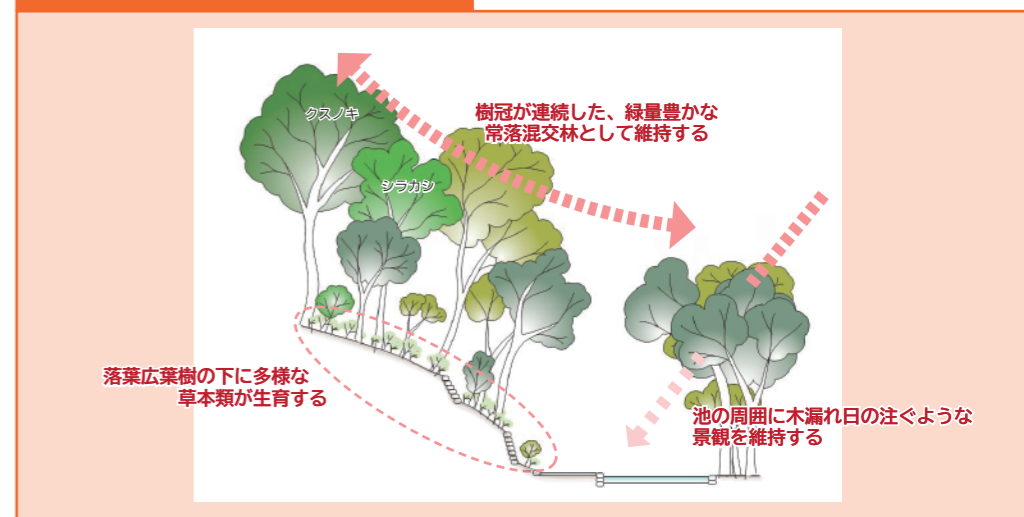 クスノキ
樹冠が連続した、緑量豊かな
常落混交林として維持する
シラカシ
落葉広葉樹の下に多様な
草本類が生育する
池の周囲に木漏れ日の注ぐような
景観を維持する